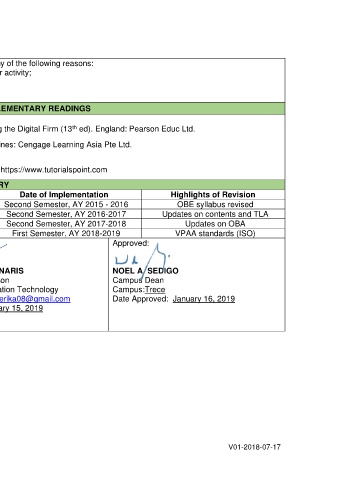 y of the following reasons:
r activity;
EMENTARY READINGS
g the Digital Firm (13th ed). England: Pearson Educ Ltd.
ines: Cengage Learning Asia Pte Ltd.
https://www.tutorialspoint.com
RY
Date of Implementation Highlights of Revision
Second Semester, AY 2015 - 2016 OBE syllabus revised
Second Semester, AY 2016-2017 Updates on contents and TLA
Second Semester, AY 2017-2018 Updates on OBA
First Semester, AY 2018-2019 VPAA standards (ISO)
Approved:
NARIS NOEL A. SEDIGO
on Campus Dean
ation Technology Campus:Trece
erika08@gmail.com Date Approved: January 16, 2019
ary 15, 2019
V01-2018-07-17